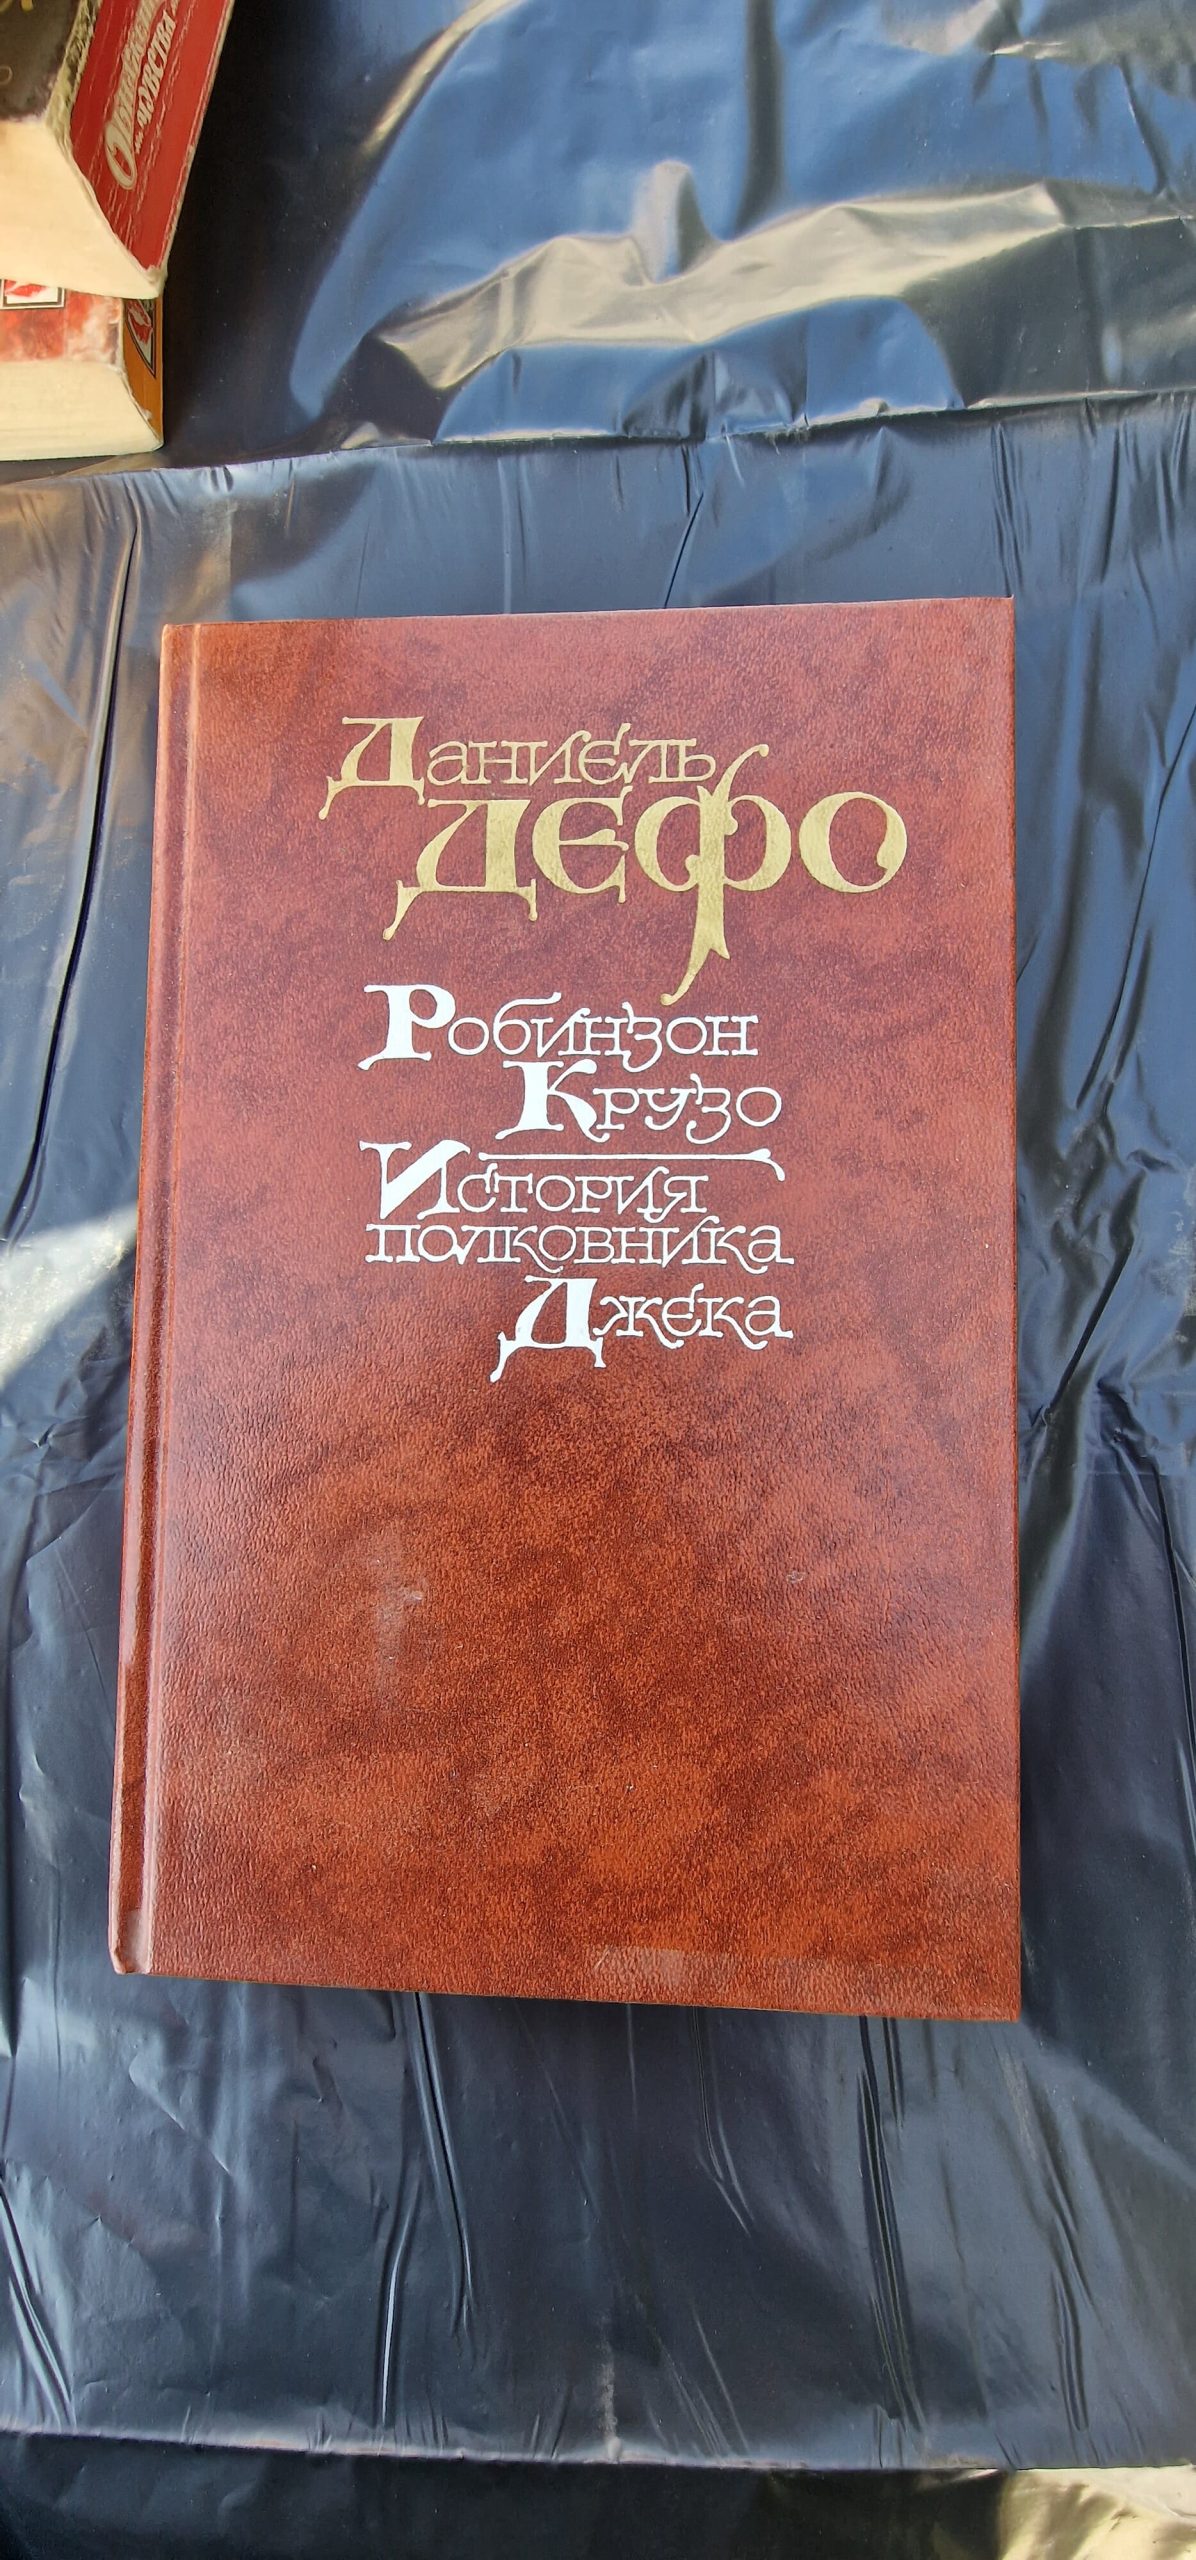 Даниель
Дефо
Робинзон
Крузо
История
полковника
Джека